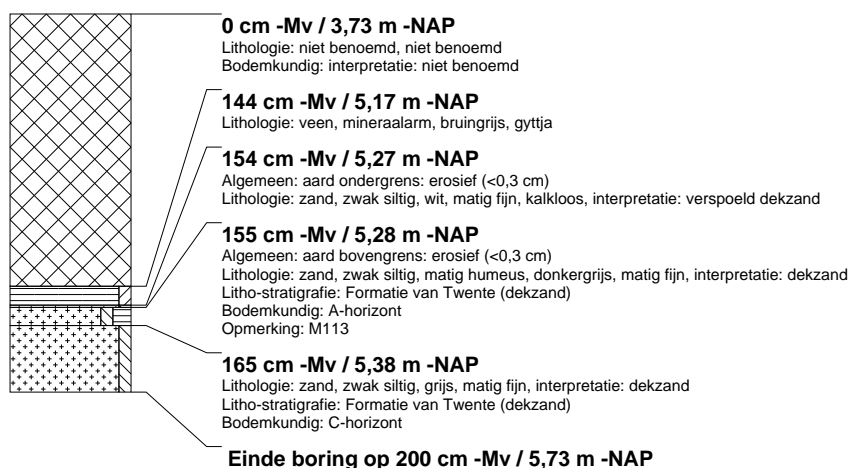 0 cm -Mv / 3,73 m -NAP
Lithologie: niet benoemd, niet benoemd
Bodemkundig: interpretatie: niet benoemd
144 cm -Mv / 5,17 m -NAP
Lithologie: veen, mineraalarm, bruingrijs, gyttja
154 cm -Mv / 5,27 m -NAP
Algemeen: aard ondergrens: erosief (<0,3 cm)
Lithologie: zand, zwak siltig, wit, matig fijn, kalkloos, interpretatie: verspoeld dekzand
155 cm -Mv / 5,28 m -NAP
Algemeen: aard bovengrens: erosief (<0,3 cm)
Lithologie: zand, zwak siltig, matig humeus, donkergrijs, matig fijn, interpretatie: dekzand
Litho-stratigrafie: Formatie van Twente (dekzand)
Bodemkundig: A-horizont
Opmerking: M113
165 cm -Mv / 5,38 m -NAP
Lithologie: zand, zwak siltig, grijs, matig fijn, interpretatie: dekzand
Litho-stratigrafie: Formatie van Twente (dekzand)
Bodemkundig: C-horizont
Einde boring op 200 cm -Mv / 5,73 m -NAP